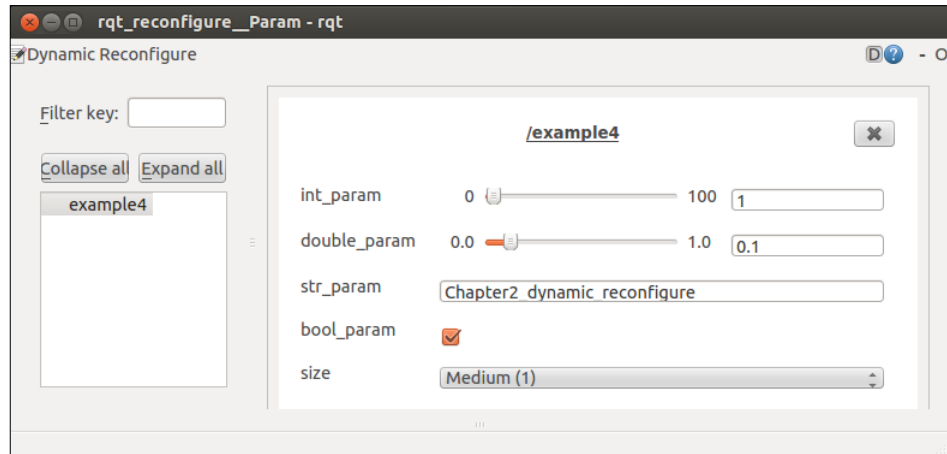 rqt_reconfigure__Param - rqt
Dynamic Reconfigure
D ? - O
Filter key:
/example4
Collapse all Expand all
example4
int_param 0 100 1
double_param 0.0 1.0 0.1
str_param Chapter2_dynamic_reconfigure
bool_param
size Medium (1)